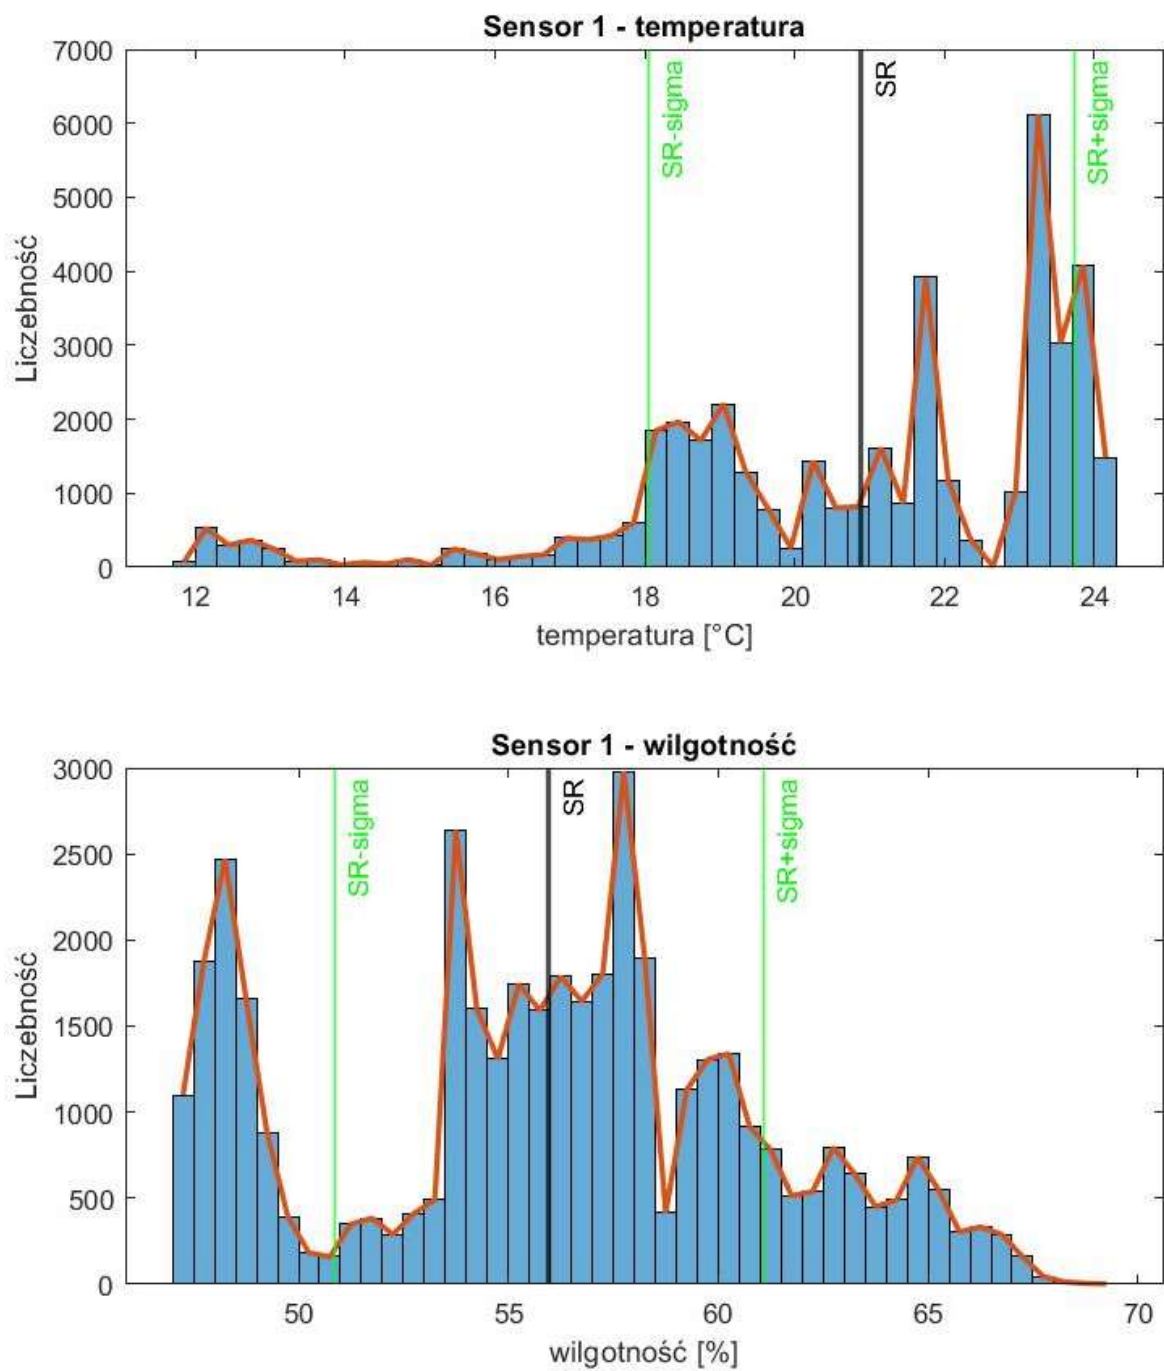 Sensor 1 - temperatura
7000
6000
5000
4000
3000
2000
1000
0
Liczebność
SR-sigma
SR
SR+sigma
12 14 16 18 20 22 24
temperatura [°C]
Sensor 1 - wilgotność
3000
2500
2000
1500
1000
500
0
Liczebność
SR-sigma
SR
SR+sigma
50 55 60 65 70
wilgotność [%]